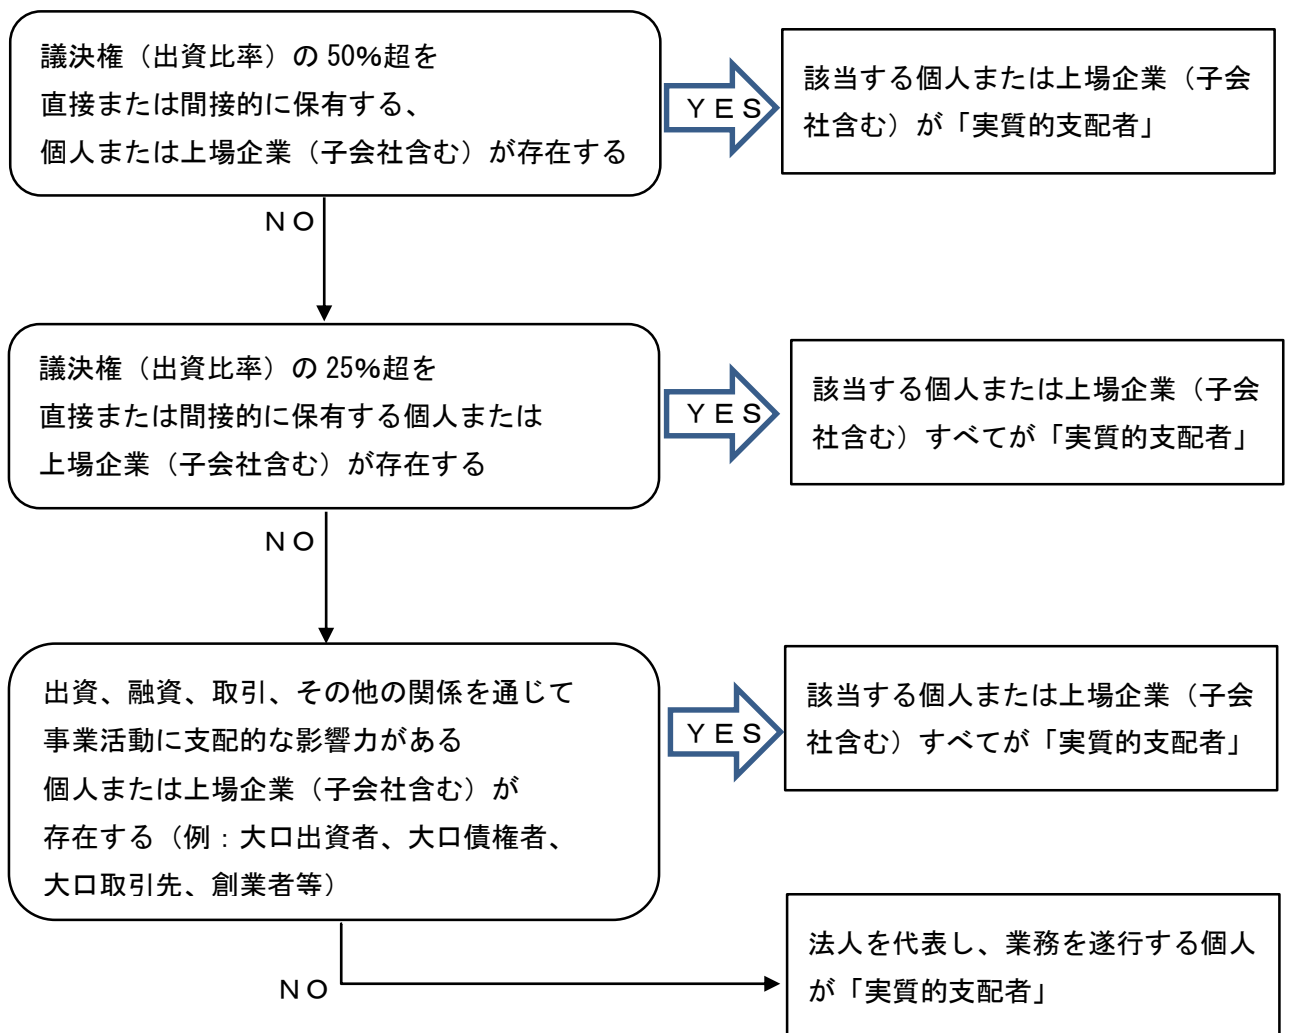 議決権（出資比率）の 50%超を
直接または間接的に保有する、
個人または上場企業（子会社含む）が存在する
ＹＥＳ
該当する個人または上場企業（子会
社含む）が「実質的支配者」
ＮＯ
議決権（出資比率）の 25%超を
直接または間接的に保有する個人または
上場企業（子会社含む）が存在する
ＹＥＳ
該当する個人または上場企業（子会
社含む）すべてが「実質的支配者」
ＮＯ
出資、融資、取引、その他の関係を通じて
事業活動に支配的な影響力がある
個人または上場企業（子会社含む）が
存在する（例：大口出資者、大口債権者、
大口取引先、創業者等）
ＹＥＳ
該当する個人または上場企業（子会
社含む）すべてが「実質的支配者」
ＮＯ
法人を代表し、業務を遂行する個人
が「実質的支配者」